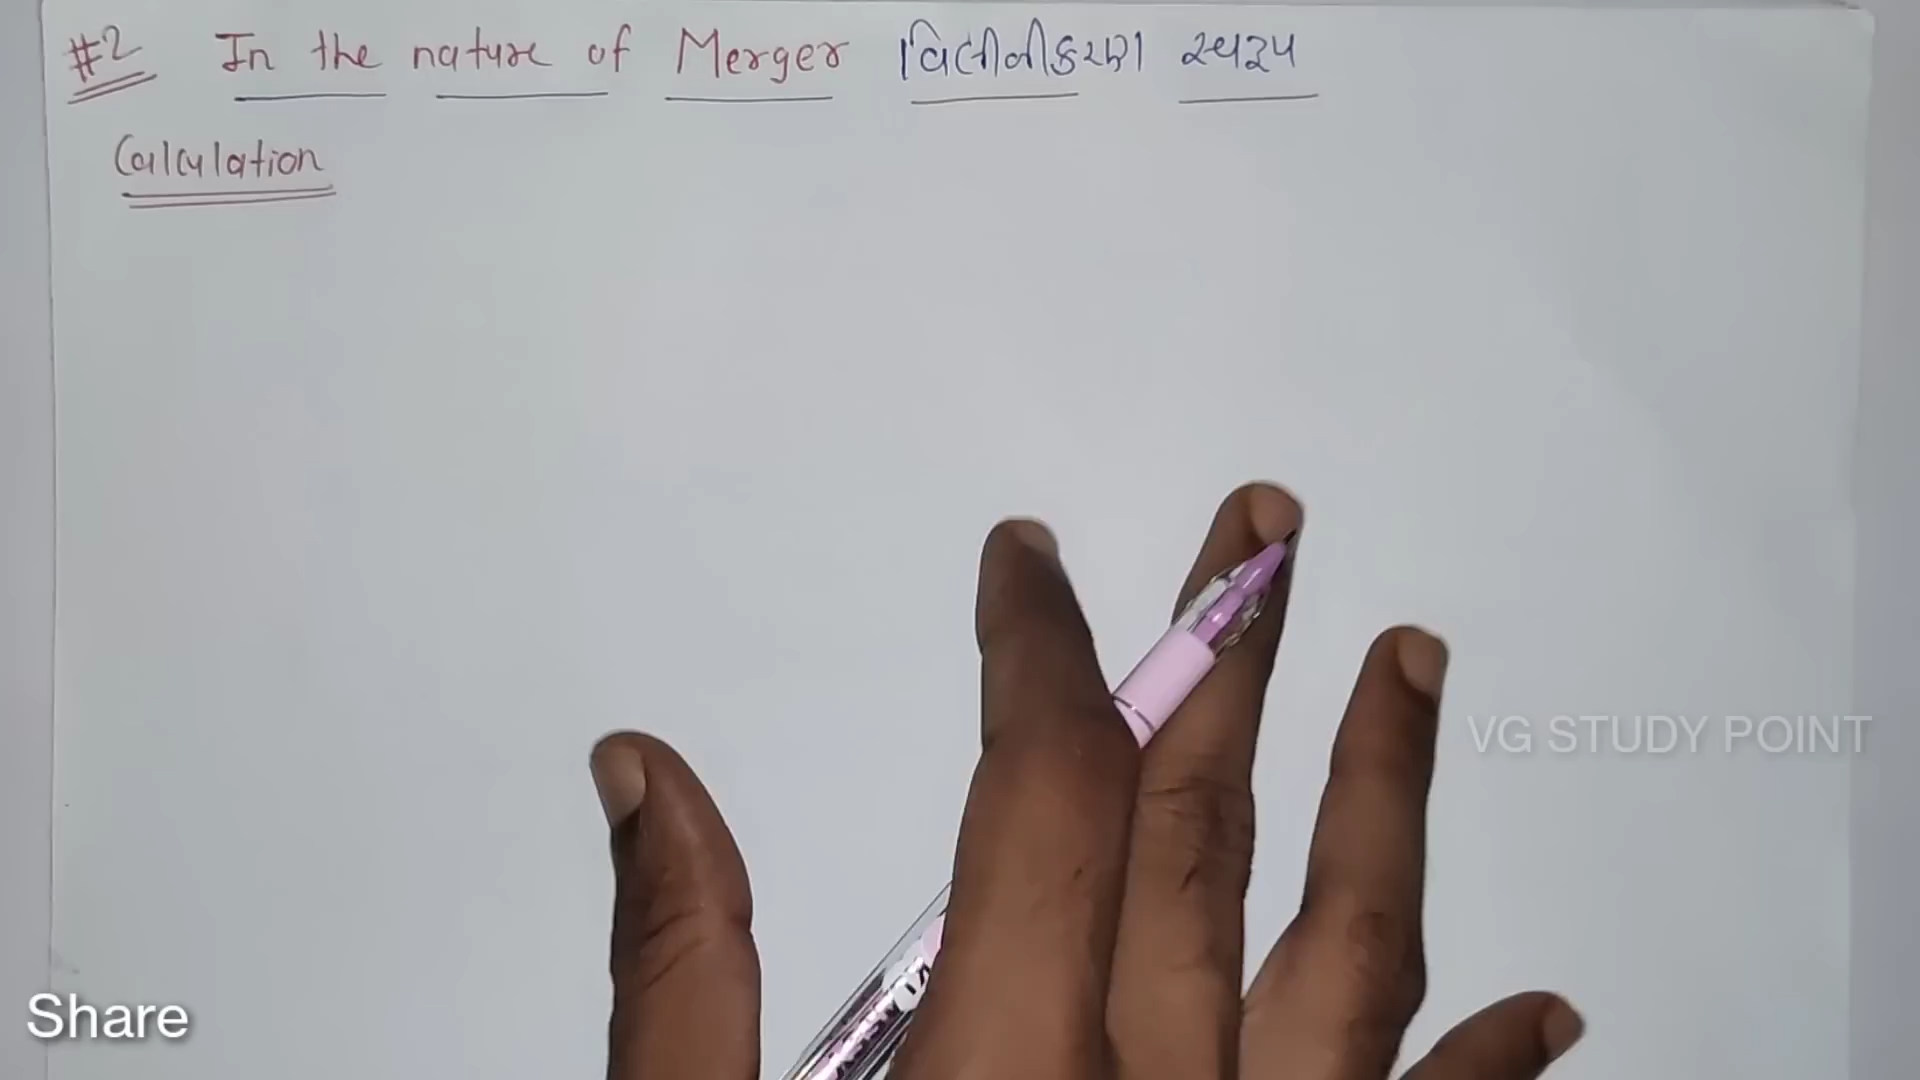 #2 In the nature of Merger વિલીનીકરણ સ્વરૂપ
Calculation
VG STUDY POINT
Share